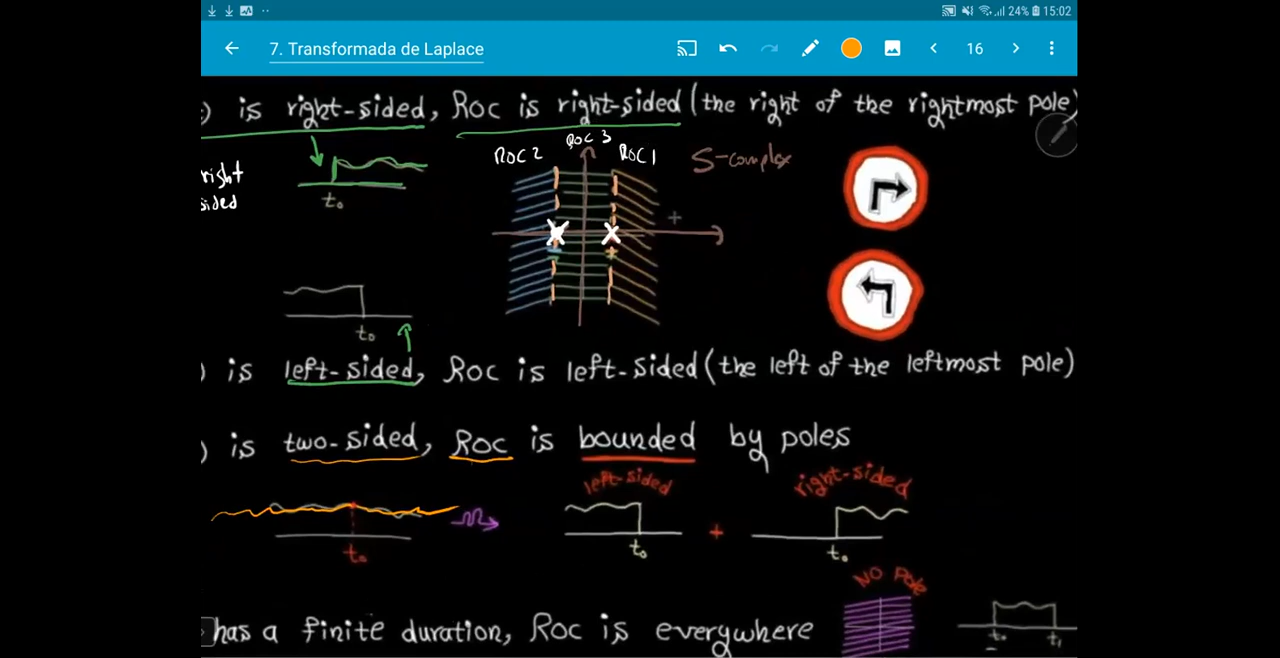 24% 15:02
7. Transformada de Laplace
16
) is right-sided, ROC is right-sided (the right of the rightmost pole)
ROC 2 ROC 3 ROC 1 S-complex
right
sided
t₀
+
t₀
) is left-sided, ROC is left-sided (the left of the leftmost pole)
) is two-sided, ROC is bounded by poles
left-sided right-sided
t₀ t₀ + t₀
NO Pole
has a finite duration, ROC is everywhere
t₀ t₁